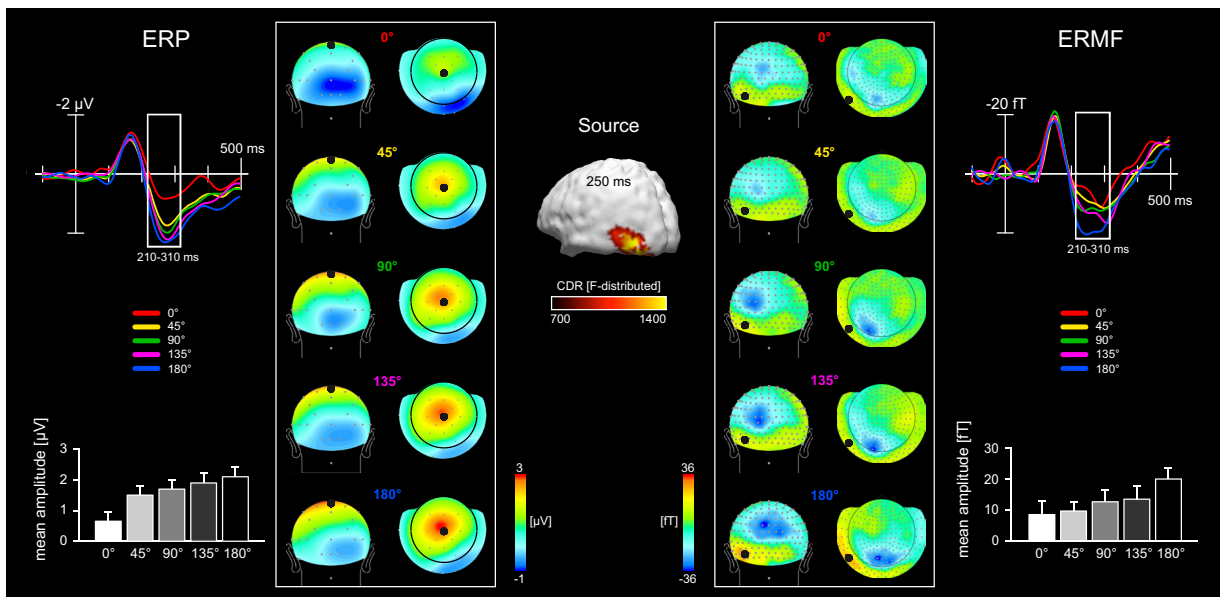 ERP
-2 µV
500 ms
210-310 ms
0°
45°
90°
135°
180°
mean amplitude [µV]
3
2
1
0
0° 45° 90° 135° 180°
0°
45°
90°
135°
180°
3
[µV]
-1
Source
250 ms
CDR [F-distributed]
700 1400
0°
45°
90°
135°
180°
36
[fT]
-36
ERMF
-20 fT
500 ms
210-310 ms
0°
45°
90°
135°
180°
mean amplitude [fT]
30
20
10
0
0° 45° 90° 135° 180°